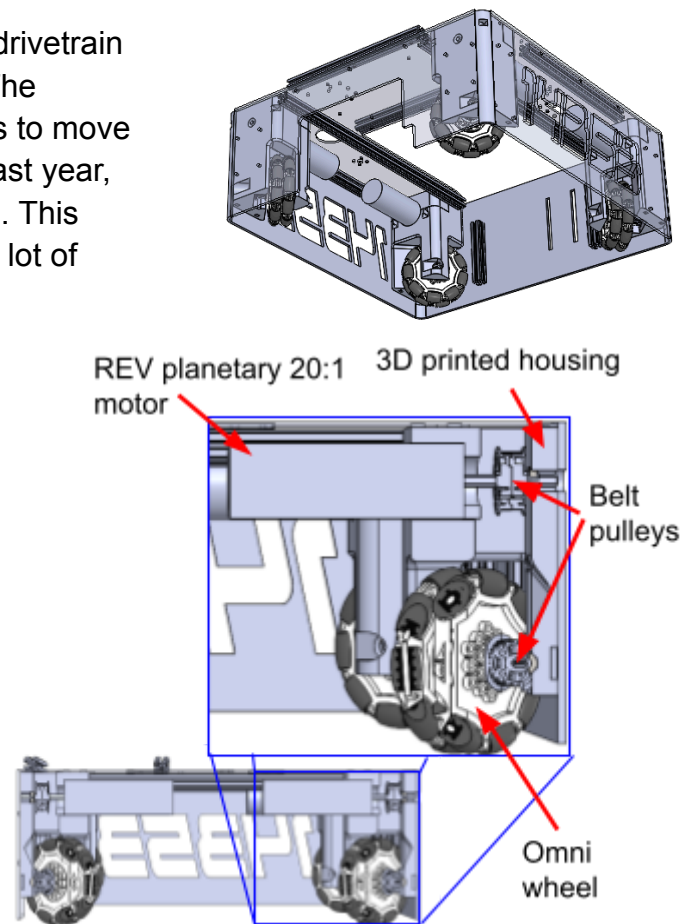 drivetrain
he
s to move
ast year,
. This
lot of
REV planetary 20:1
motor
3D printed housing
Belt
pulleys
Omni
wheel